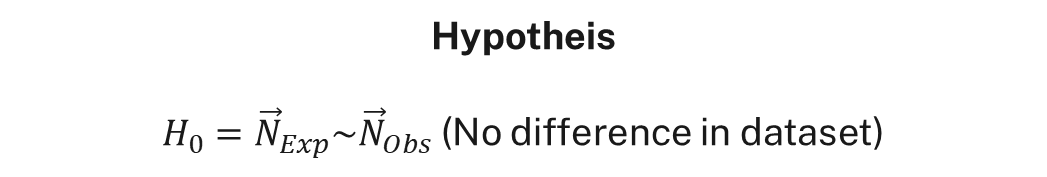 Hypotheis
H₀ = N⃗_Exp~N⃗_Obs (No difference in dataset)